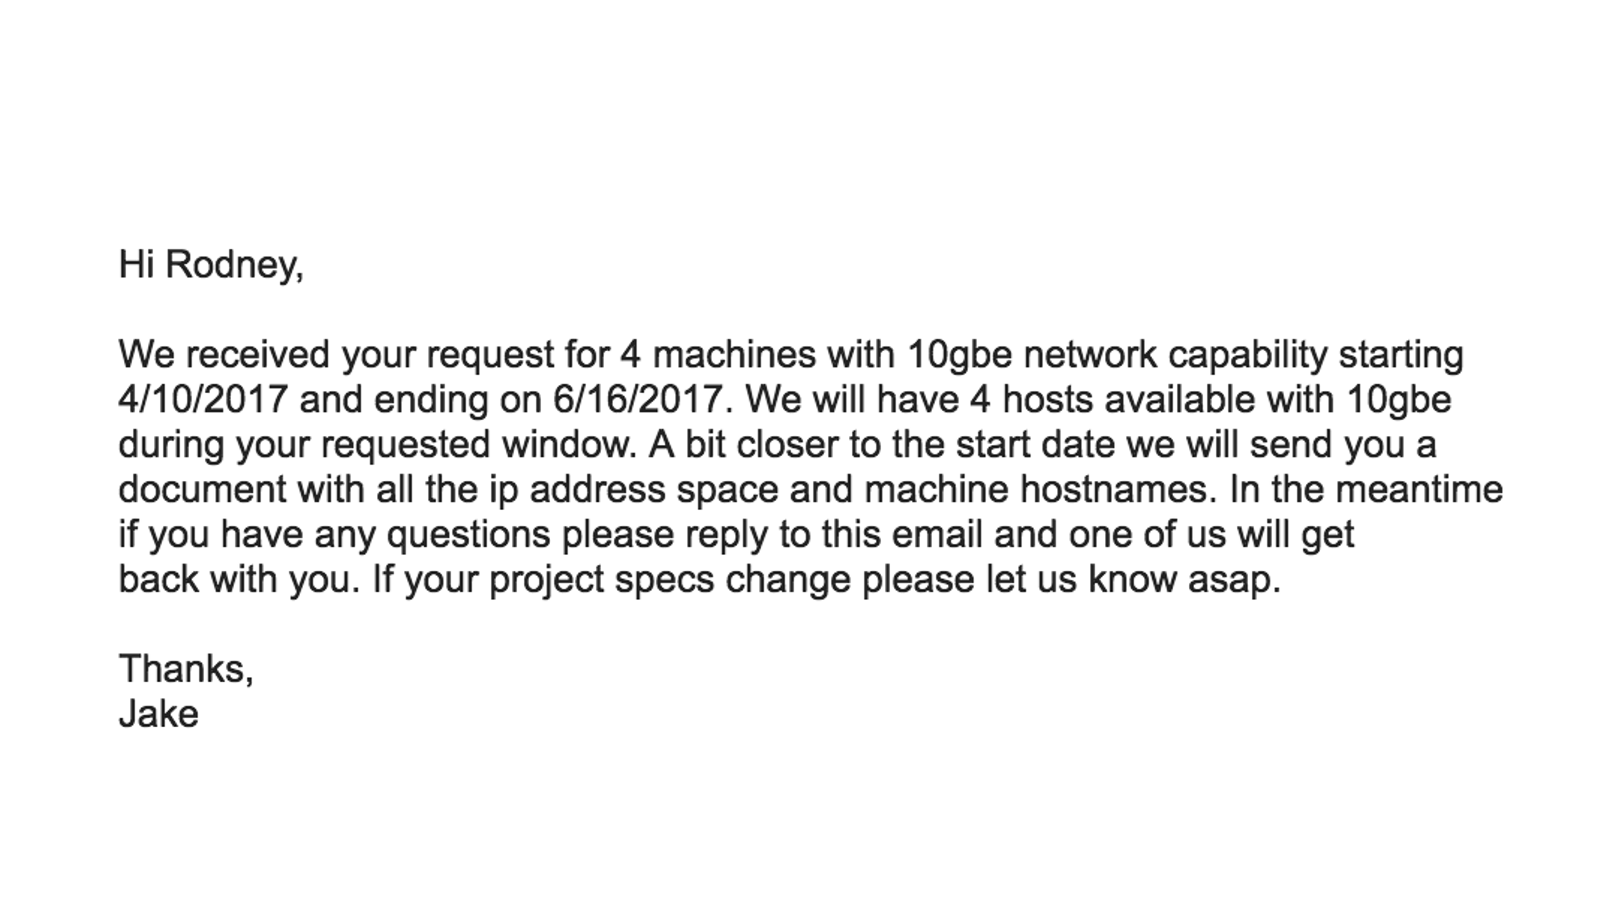 Hi Rodney,
We received your request for 4 machines with 10gbe network capability starting
4/10/2017 and ending on 6/16/2017. We will have 4 hosts available with 10gbe
during your requested window. A bit closer to the start date we will send you a
document with all the ip address space and machine hostnames. In the meantime
if you have any questions please reply to this email and one of us will get
back with you. If your project specs change please let us know asap.
Thanks,
Jake